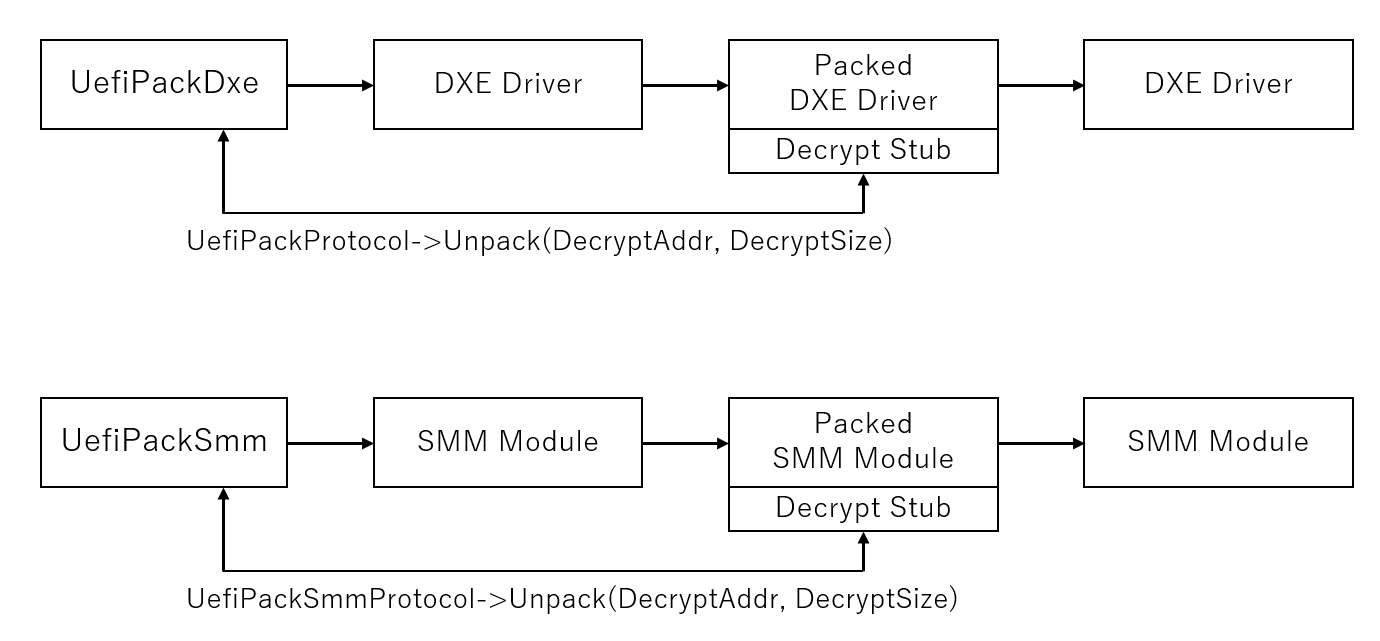 UefiPackDxe
DXE Driver
Packed
DXE Driver
Decrypt Stub
DXE Driver
UefiPackProtocol->Unpack(DecryptAddr, DecryptSize)
UefiPackSmm
SMM Module
Packed
SMM Module
Decrypt Stub
SMM Module
UefiPackSmmProtocol->Unpack(DecryptAddr, DecryptSize)